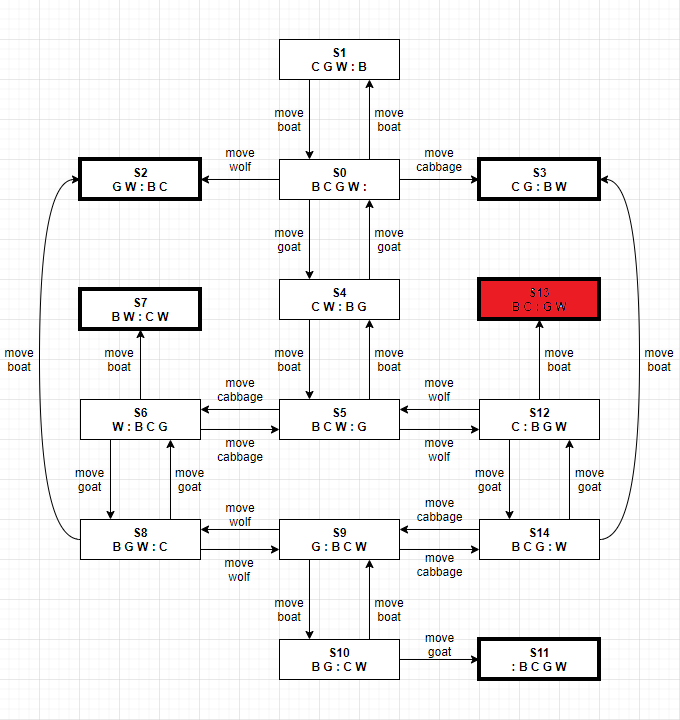 S1
C G W : B
move
boat
move
boat
move
wolf
move
cabbage
S2
G W : B C
S0
B C G W :
S3
C G : B W
move
goat
move
goat
S7
B W : C W
S4
C W : B G
S13
B C : G W
move
boat
move
boat
move
boat
move
boat
move
boat
move
boat
move
cabbage
move
wolf
S6
W : B C G
S5
B C W : G
S12
C : B G W
move
cabbage
move
wolf
move
goat
move
goat
move
goat
move
goat
move
wolf
move
cabbage
S8
B G W : C
S9
G : B C W
S14
B C G : W
move
wolf
move
cabbage
move
boat
move
boat
move
goat
S10
B G : C W
S11
: B C G W